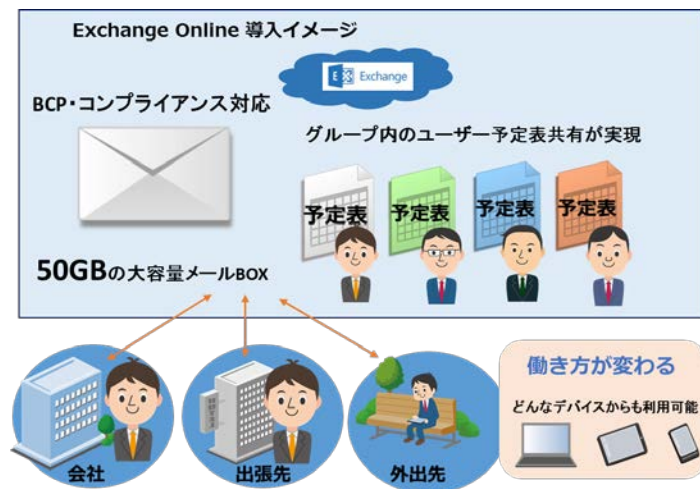 Exchange Online 導入イメージ
E Exchange
BCP・コンプライアンス対応
グループ内のユーザー予定表共有が実現
予定表
予定表
予定表
予定表
50GBの大容量メールBOX
会社
HOTEL
出張先
外出先
働き方が変わる
どんなデバイスからも利用可能